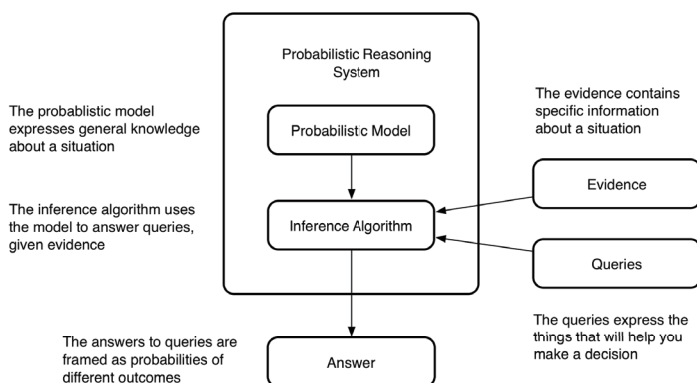 Probabilistic Reasoning
System
The probablistic model
expresses general knowledge
about a situation
Probabilistic Model
The evidence contains
specific information
about a situation
Evidence
The inference algorithm uses
the model to answer queries,
given evidence
Inference Algorithm
Queries
The answers to queries are
framed as probabilities of
different outcomes
Answer
The queries express the
things that will help you
make a decision